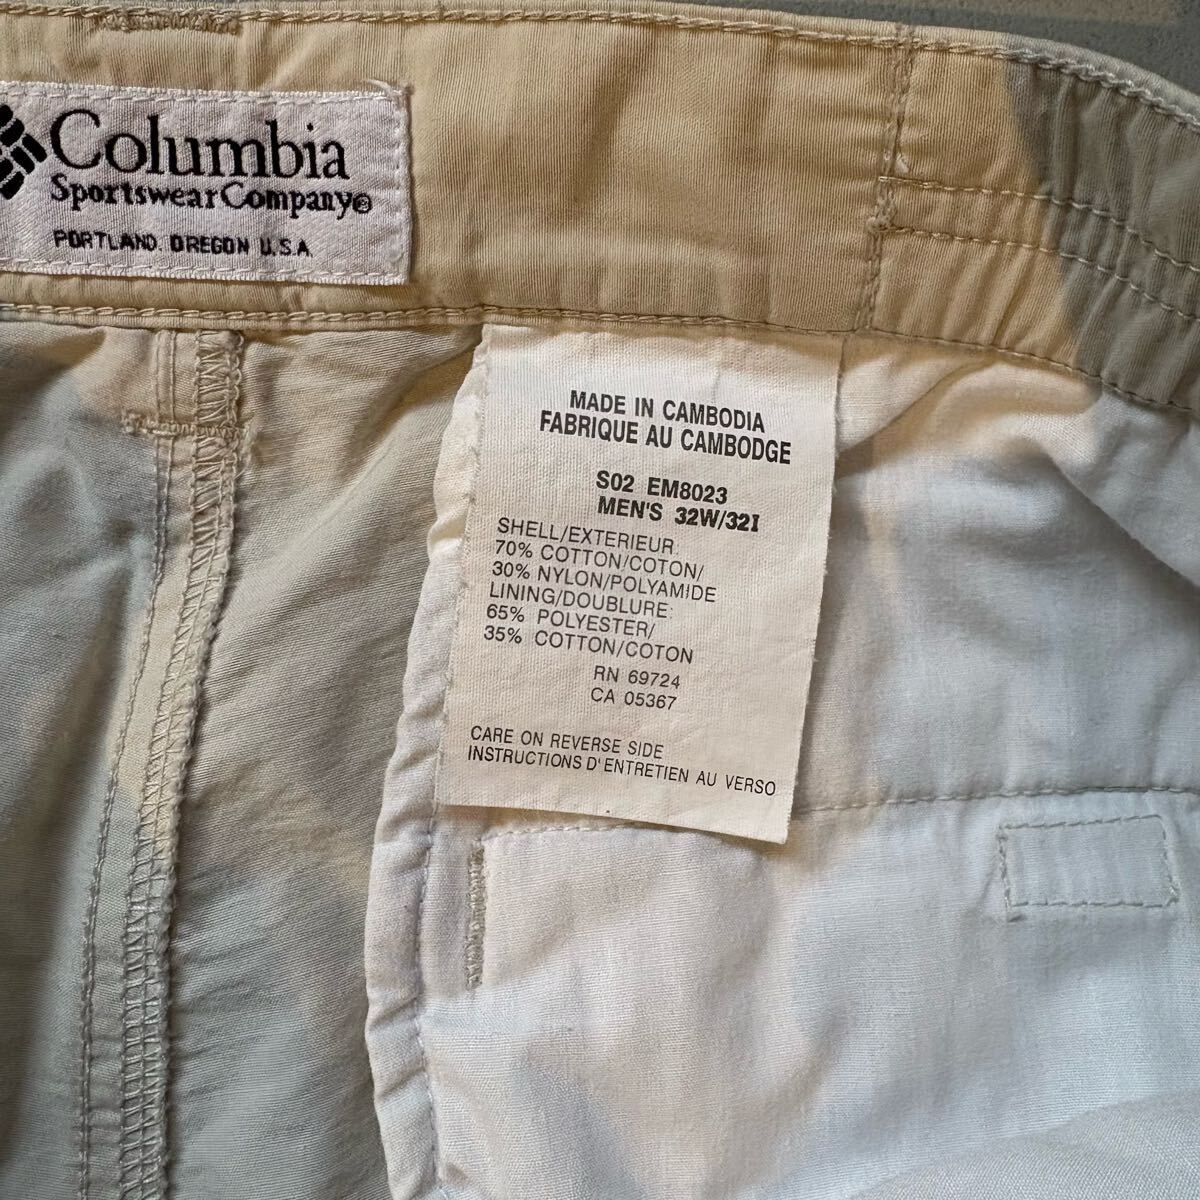 Columbia
Sportswear Company®
PORTLAND. OREGON U.S.A.
MADE IN CAMBODIA
FABRIQUE AU CAMBODGE
S02 EM8023
MEN'S 32W/32I
SHELL/EXTERIEUR:
70% COTTON/COTON/
30% NYLON/POLYAMIDE
LINING/DOUBLURE:
65% POLYESTER/
35% COTTON/COTON
RN 69724
CA 05367
CARE ON REVERSE SIDE
INSTRUCTIONS D'ENTRETIEN AU VERSO